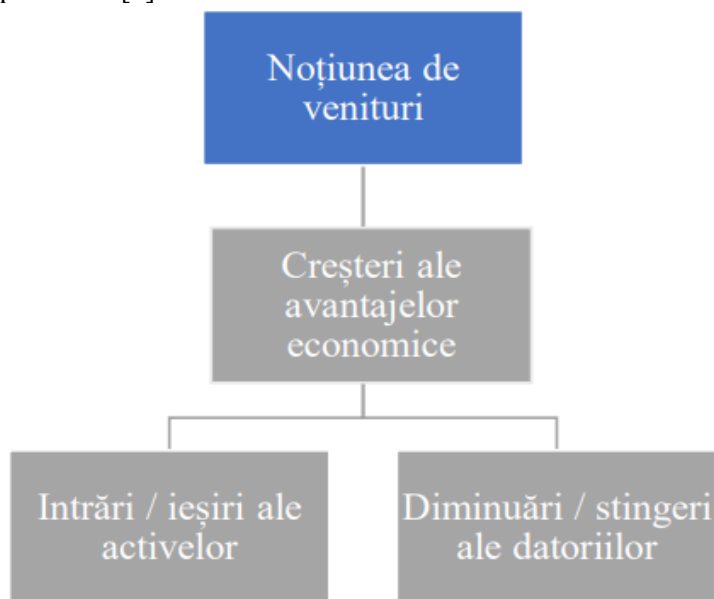 Noțiunea de
venituri
Creșteri ale
avantajelor
economice
Intrări / ieșiri ale
activelor
Diminuări / stingeri
ale datoriilor